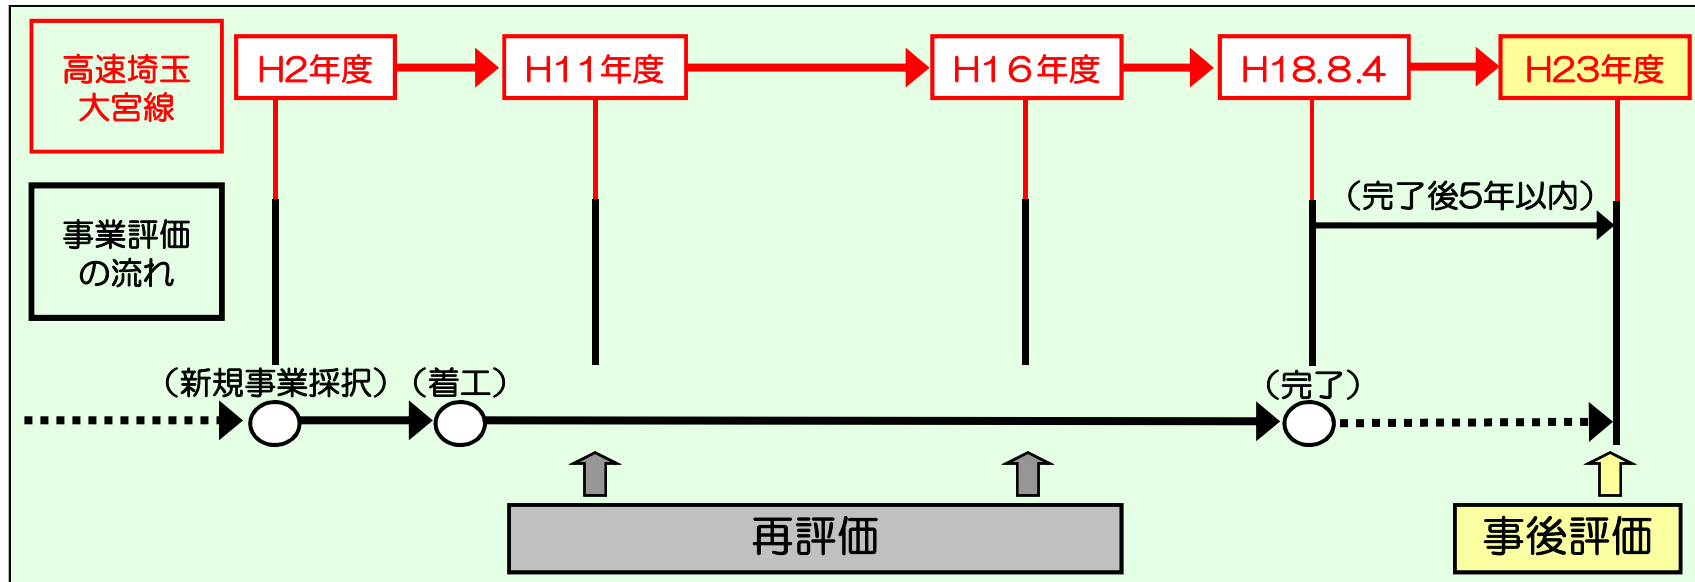 高速埼玉
大宮線
H2年度
H11年度
H16年度
H18.8.4
H23年度
事業評価
の流れ
（完了後5年以内）
（新規事業採択）
（着工）
（完了）
再評価
事後評価